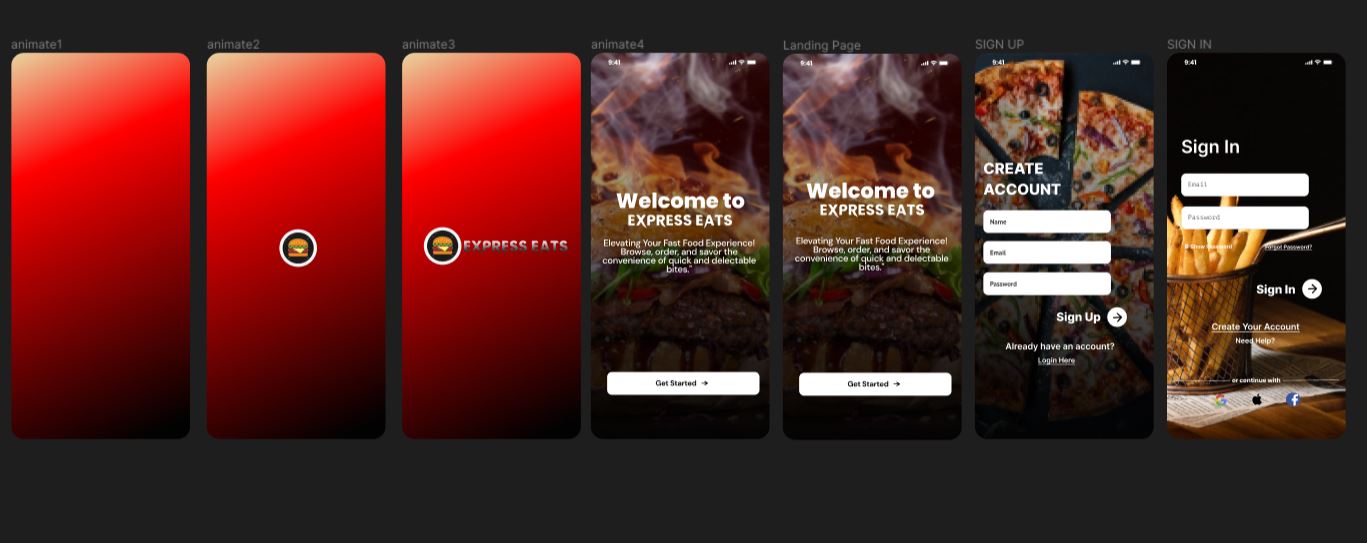 animate1
animate2
animate3
EXPRESS EATS
animate4
9:41
Welcome to
EXPRESS EATS
Elevating Your Fast Food Experience!
Browse, order, and savor the
convenience of quick and delectable
bites."
Get Started →
Landing Page
9:41
Welcome to
EXPRESS EATS
Elevating Your Fast Food Experience!
Browse, order, and savor the
convenience of quick and delectable
bites."
Get Started →
SIGN UP
9:41
CREATE
ACCOUNT
Name
Email
Password
Sign Up
Already have an account?
Login Here
SIGN IN
9:41
Sign In
Email
Password
Show Password
Forgot Password?
Sign In
Create Your Account
Need Help?
or continue with